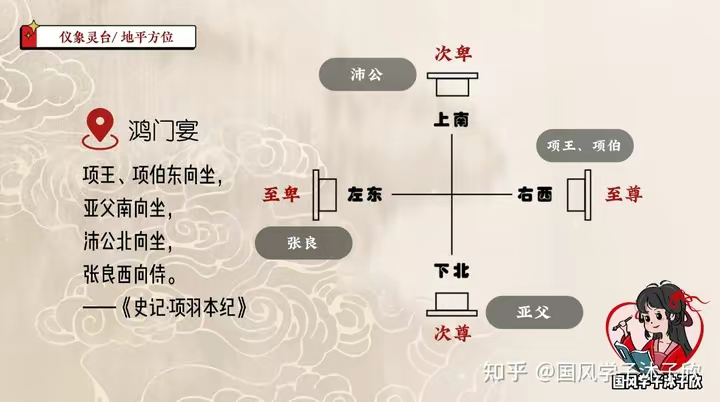 仪象灵台/地平方位
鸿门宴
项王、项伯东向坐,
亚父南向坐,
沛公北向坐,
张良西向侍。
——《史记·项羽本纪》
次卑
沛公
上南
项王、项伯
至卑
左东
右西
至尊
张良
下北
次尊
亚父
知乎 @国风学子沐子欣
国风学子沐子欣